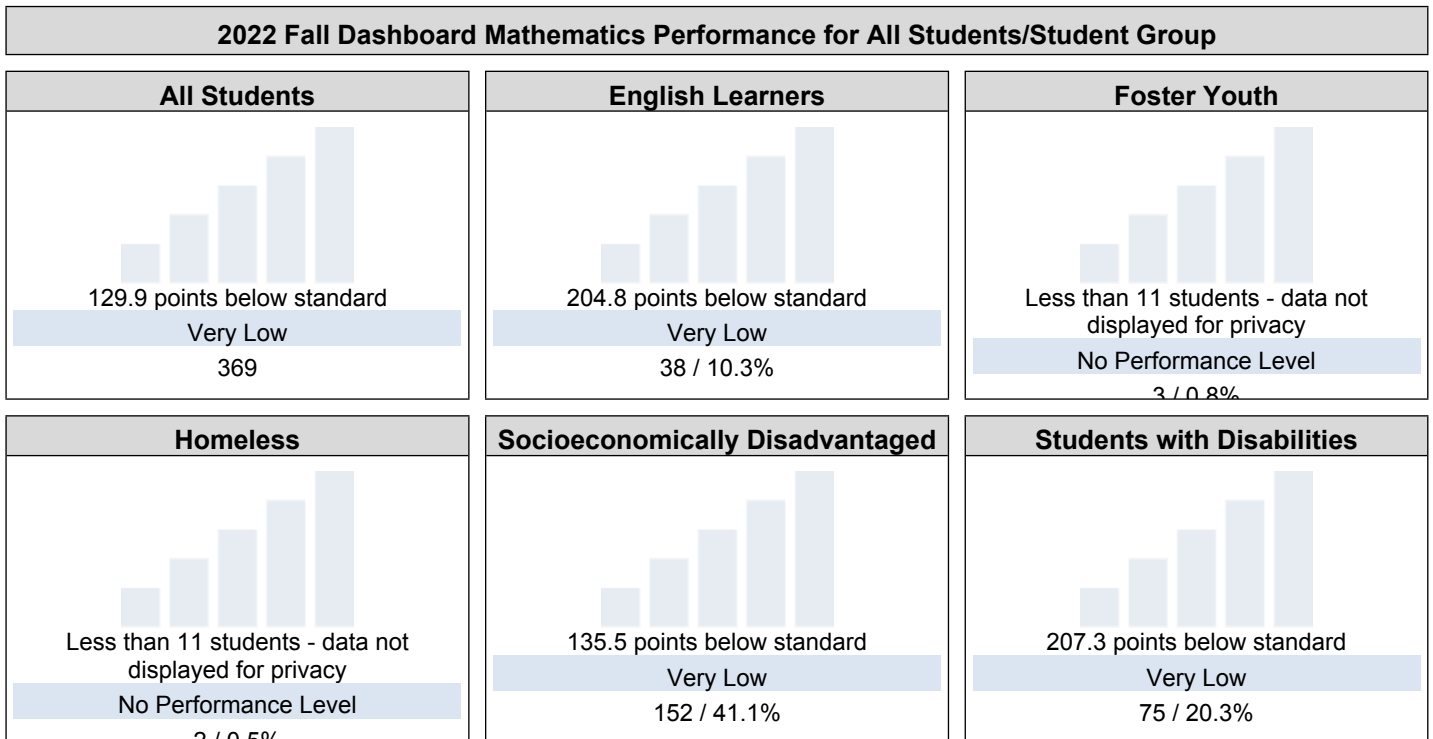 2022 Fall Dashboard Mathematics Performance for All Students/Student Group
All Students
129.9 points below standard
Very Low
369
English Learners
204.8 points below standard
Very Low
38 / 10.3%
Foster Youth
Less than 11 students - data not
displayed for privacy
No Performance Level
3 / 0.8%
Homeless
Less than 11 students - data not
displayed for privacy
No Performance Level
2 / 0.5%
Socioeconomically Disadvantaged
135.5 points below standard
Very Low
152 / 41.1%
Students with Disabilities
207.3 points below standard
Very Low
75 / 20.3%